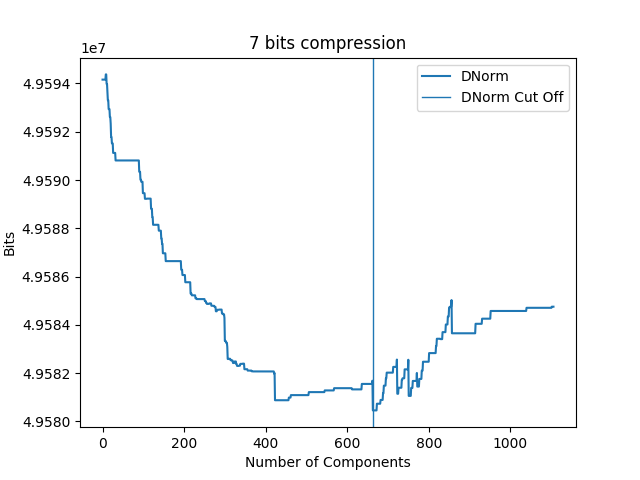 7 bits compression
1e7
DNorm
DNorm Cut Off
4.9594
4.9592
4.9590
4.9588
4.9586
4.9584
4.9582
4.9580
Bits
0 200 400 600 800 1000
Number of Components